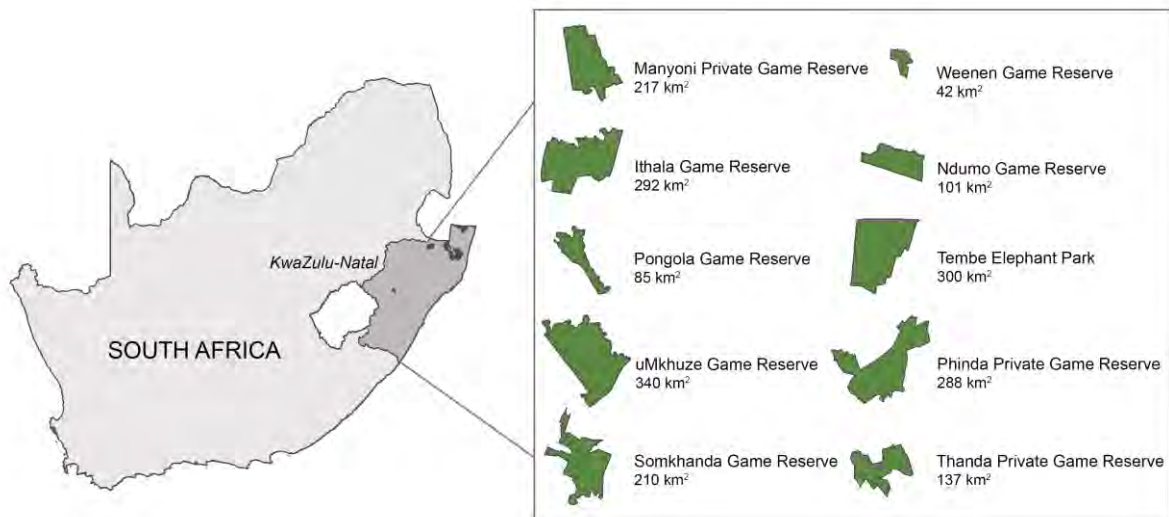 KwaZulu-Natal
SOUTH AFRICA
Manyoni Private Game Reserve
217 km²
Ithala Game Reserve
292 km²
Pongola Game Reserve
85 km²
uMkhuze Game Reserve
340 km²
Somkhanda Game Reserve
210 km²
Weenen Game Reserve
42 km²
Ndumo Game Reserve
101 km²
Tembe Elephant Park
300 km²
Phinda Private Game Reserve
288 km²
Thanda Private Game Reserve
137 km²